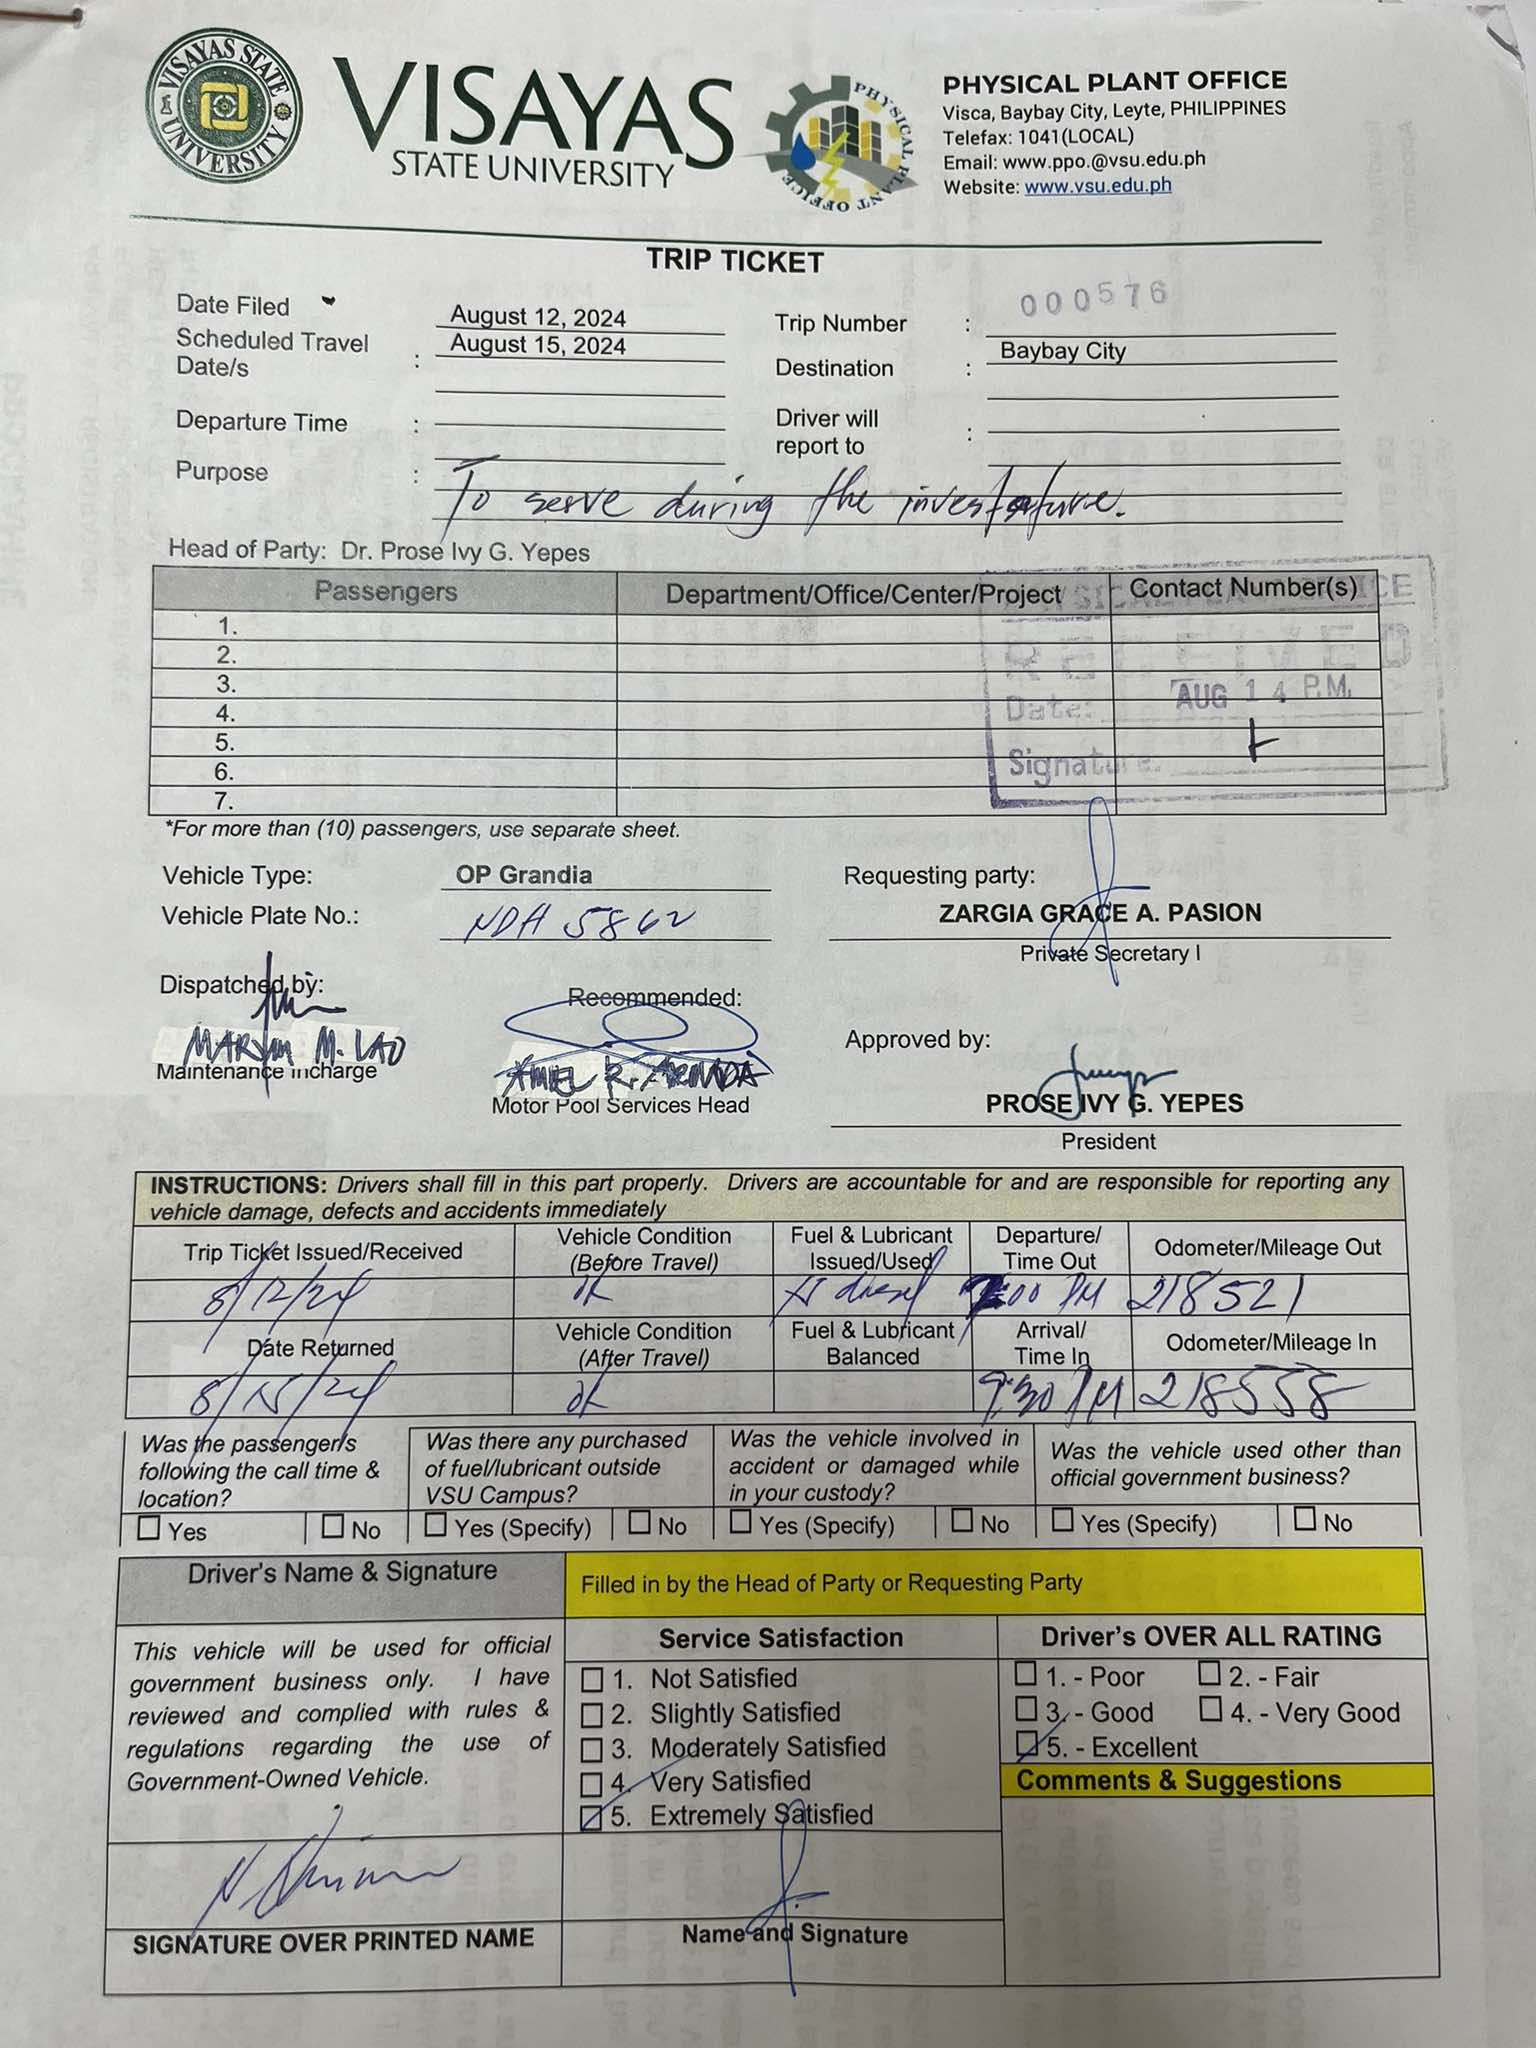 VISAYAS STATE UNIVERSITY
VISAYAS
STATE UNIVERSITY
PHYSICAL PLANT OFFICE
PHYSICAL PLANT OFFICE
Visca, Baybay City, Leyte, PHILIPPINES
Telefax: 1041(LOCAL)
Email: www.ppo.@vsu.edu.ph
Website: www.vsu.edu.ph
TRIP TICKET
Date Filed August 12, 2024 Trip Number : 000576
Scheduled Travel Date/s : August 15, 2024 Destination : Baybay City
Departure Time : Driver will report to :
Purpose : To serve during the investature.
Head of Party: Dr. Prose Ivy G. Yepes
Passengers Department/Office/Center/Project Contact Number(s)
1.
2.
3.
4.
5.
6.
7.
RECEIVED
Date: AUG 14 P.M.
Signature:
*For more than (10) passengers, use separate sheet.
Vehicle Type: OP Grandia Requesting party:
Vehicle Plate No.: NDH 5862 ZARGIA GRACE A. PASION
Private Secretary I
Dispatched by: Recommended: Approved by:
M. LAO
Maintenance Incharge
Motor Pool Services Head
PROSE IVY G. YEPES
President
INSTRUCTIONS: Drivers shall fill in this part properly. Drivers are accountable for and are responsible for reporting any
vehicle damage, defects and accidents immediately
Trip Ticket Issued/Received Vehicle Condition (Before Travel) Fuel & Lubricant Issued/Used Departure/ Time Out Odometer/Mileage Out
8/12/24 ok diesel :00 PM 218521
Date Returned Vehicle Condition (After Travel) Fuel & Lubricant Balanced Arrival/ Time In Odometer/Mileage In
8/15/24 ok 9:30 PM 218558
Was the passenger's following the call time & location? Was there any purchased of fuel/lubricant outside VSU Campus? Was the vehicle involved in accident or damaged while in your custody? Was the vehicle used other than official government business?
Yes No Yes (Specify) No Yes (Specify) No Yes (Specify) No
Driver's Name & Signature Filled in by the Head of Party or Requesting Party
This vehicle will be used for official
government business only. I have
reviewed and complied with rules &
regulations regarding the use of
Government-Owned Vehicle.
Service Satisfaction
1. Not Satisfied
2. Slightly Satisfied
3. Moderately Satisfied
4. Very Satisfied
5. Extremely Satisfied
Driver's OVER ALL RATING
1. - Poor 2. - Fair
3. - Good 4. - Very Good
5. - Excellent
Comments & Suggestions
SIGNATURE OVER PRINTED NAME
Name and Signature